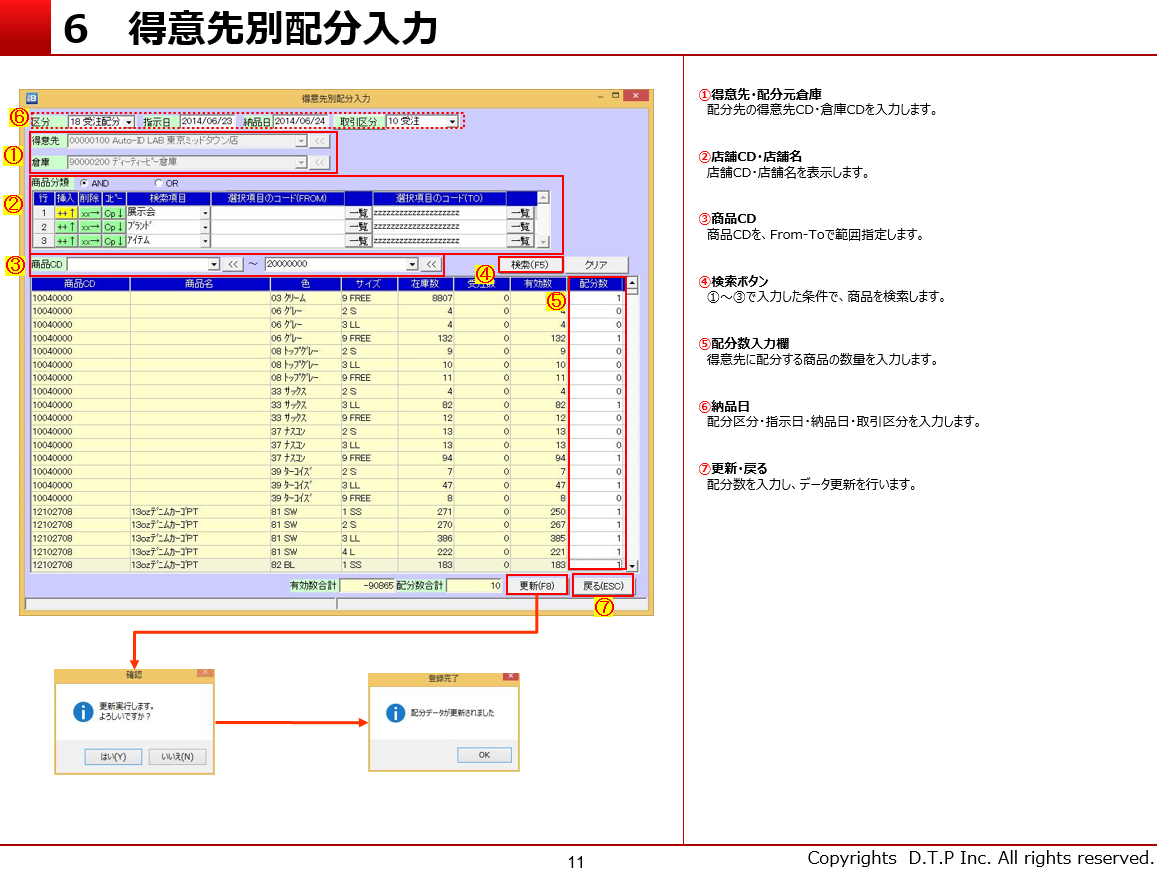 6 得意先別配分入力
得意先別配分入力
⑥
区分 18 受注配分 指示日 2014/06/23 納品日 2014/06/24 取引区分 10 受注
①
得意先 00000100 Auto-ID LAB 東京ミッドタウン店 <<
倉庫 90000200 ディーティーピー倉庫 <<
②
商品分類 AND OR
行 挿入 削除 コピー 検索項目 選択項目のコード(FROM) 選択項目のコード(TO)
1 ++↑ xx→ Cp↓ 展示会 一覧 zzzzzzzzzzzzzzzzzzzz 一覧
2 ++↑ xx→ Cp↓ ブランド 一覧 zzzzzzzzzzzzzzzzzzzz 一覧
3 ++↑ xx→ Cp↓ アイテム 一覧 zzzzzzzzzzzzzzzzzzzz 一覧
③ 商品CD << ～ 20000000 << ④ 検索(F5) クリア
商品CD 商品名 色 サイズ 在庫数 受注数 有効数 配分数
⑤
10040000 03 クリーム 9 FREE 8807 0 1
10040000 06 グレー 2 S 4 0 4 0
10040000 06 グレー 3 LL 4 0 4 0
10040000 06 グレー 9 FREE 132 0 132 1
10040000 08 トップグレー 2 S 9 0 9 0
10040000 08 トップグレー 3 LL 10 0 10 0
10040000 08 トップグレー 9 FREE 11 0 11 0
10040000 33 サックス 2 S 4 0 4 0
10040000 33 サックス 3 LL 82 0 82 1
10040000 33 サックス 9 FREE 12 0 12 0
10040000 37 ナスコン 2 S 13 0 13 0
10040000 37 ナスコン 3 LL 13 0 13 0
10040000 37 ナスコン 9 FREE 94 0 94 1
10040000 39 ターコイズ 2 S 7 0 7 0
10040000 39 ターコイズ 3 LL 47 0 47 1
10040000 39 ターコイズ 9 FREE 8 0 8 0
12102708 13ozデニムカーゴPT 81 SW 1 SS 271 0 250 1
12102708 13ozデニムカーゴPT 81 SW 2 S 270 0 267 1
12102708 13ozデニムカーゴPT 81 SW 3 LL 386 0 385 1
12102708 13ozデニムカーゴPT 81 SW 4 L 222 0 221 1
12102708 13ozデニムカーゴPT 82 BL 1 SS 183 0 183 1
有効数合計 -90865 配分数合計 10 更新(F8) 戻る(ESC)
⑦
確認
更新実行します。
よろしいですか？
はい(Y) いいえ(N)
登録完了
配分データが更新されました
OK
①得意先・配分元倉庫
配分先の得意先CD・倉庫CDを入力します。
②店舗CD・店舗名
店舗CD・店舗名を表示します。
③商品CD
商品CDを、From-Toで範囲指定します。
④検索ボタン
①～③で入力した条件で、商品を検索します。
⑤配分数入力欄
得意先に配分する商品の数量を入力します。
⑥納品日
配分区分・指示日・納品日・取引区分を入力します。
⑦更新・戻る
配分数を入力し、データ更新を行います。
11
Copyrights D.T.P Inc. All rights reserved.